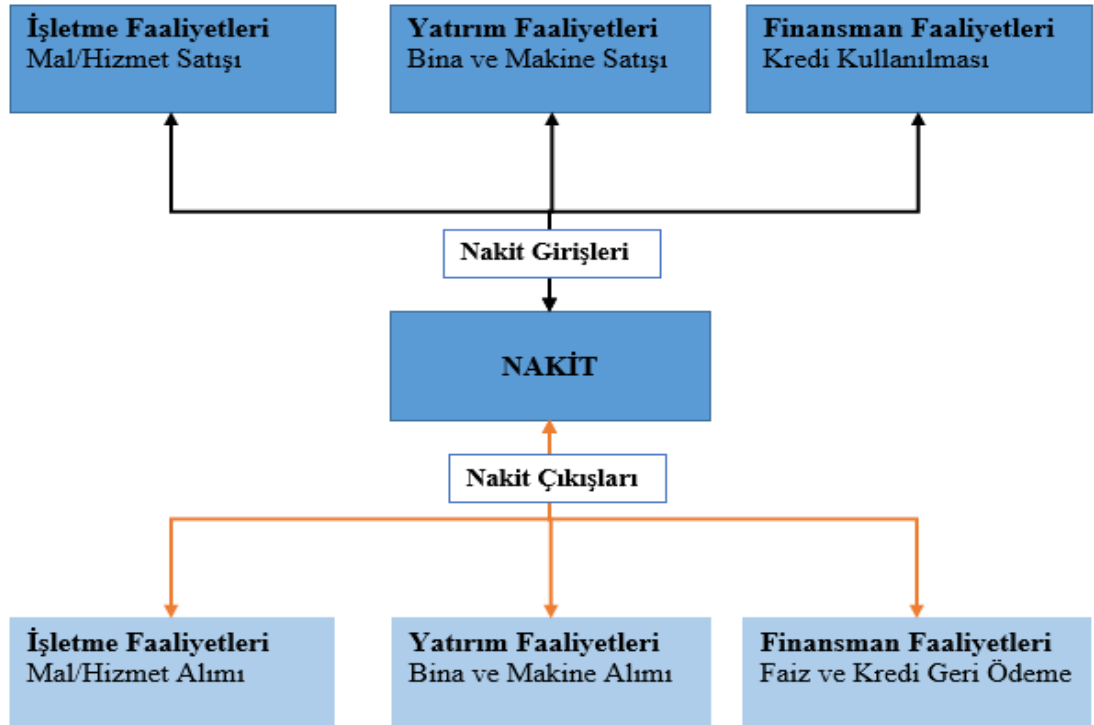 İşletme Faaliyetleri
Mal/Hizmet Satışı
Yatırım Faaliyetleri
Bina ve Makine Satışı
Finansman Faaliyetleri
Kredi Kullanılması
Nakit Girişleri
NAKİT
Nakit Çıkışları
İşletme Faaliyetleri
Mal/Hizmet Alımı
Yatırım Faaliyetleri
Bina ve Makine Alımı
Finansman Faaliyetleri
Faiz ve Kredi Geri Ödeme